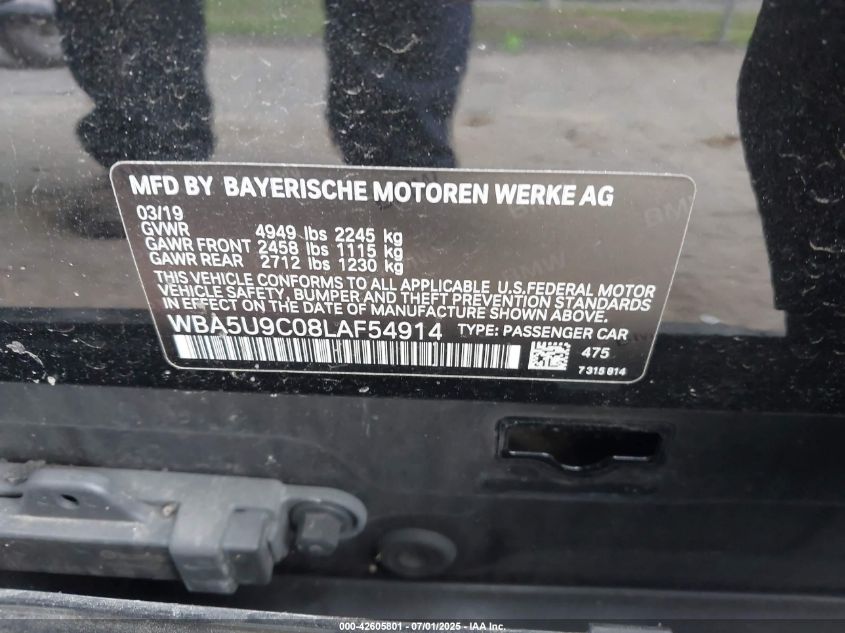 MFD BY BAYERISCHE MOTOREN WERKE AG
03/19
GVWR 4949 lbs 2245 kg
GAWR FRONT 2458 lbs 1115 kg
GAWR REAR 2712 lbs 1230 kg
THIS VEHICLE CONFORMS TO ALL APPLICABLE U.S.FEDERAL MOTOR
VEHICLE SAFETY, BUMPER AND THEFT PREVENTION STANDARDS
IN EFFECT ON THE DATE OF MANUFACTURE SHOWN ABOVE.
WBA5U9C08LAF54914 TYPE: PASSENGER CAR
475
7315814
000-42605801 - 07/01/2025 - IAA Inc.